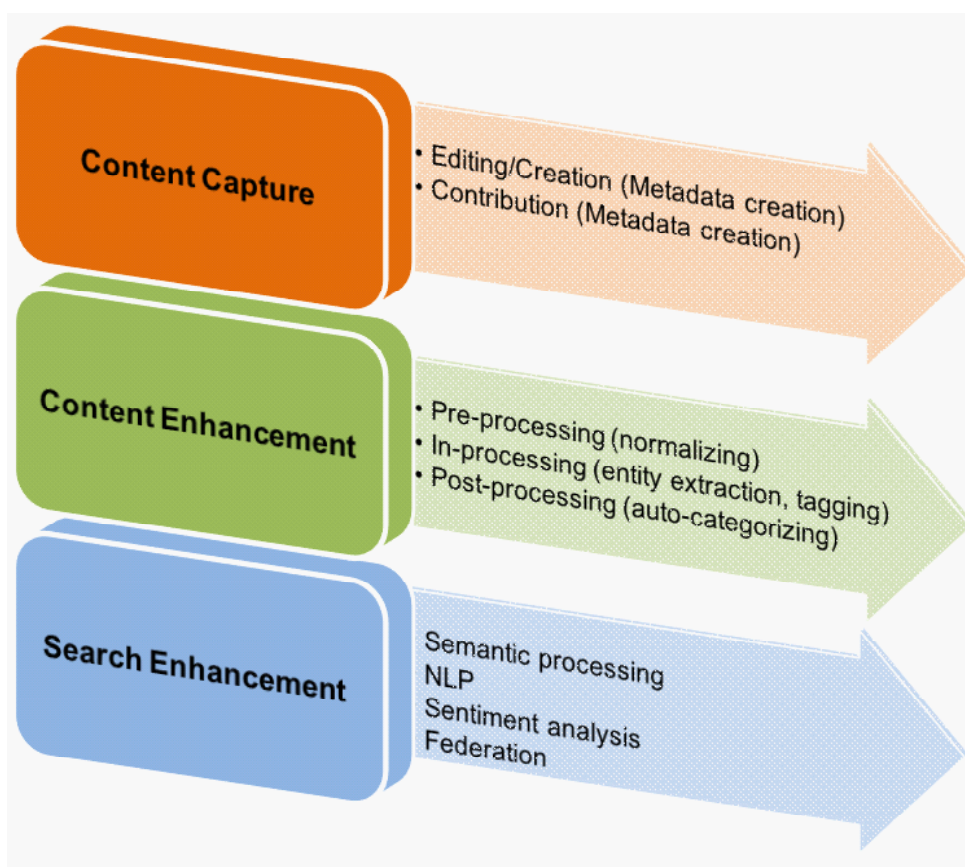 Content Capture
• Editing/Creation (Metadata creation)
• Contribution (Metadata creation)
Content Enhancement
• Pre-processing (normalizing)
• In-processing (entity extraction, tagging)
• Post-processing (auto-categorizing)
Search Enhancement
Semantic processing
NLP
Sentiment analysis
Federation